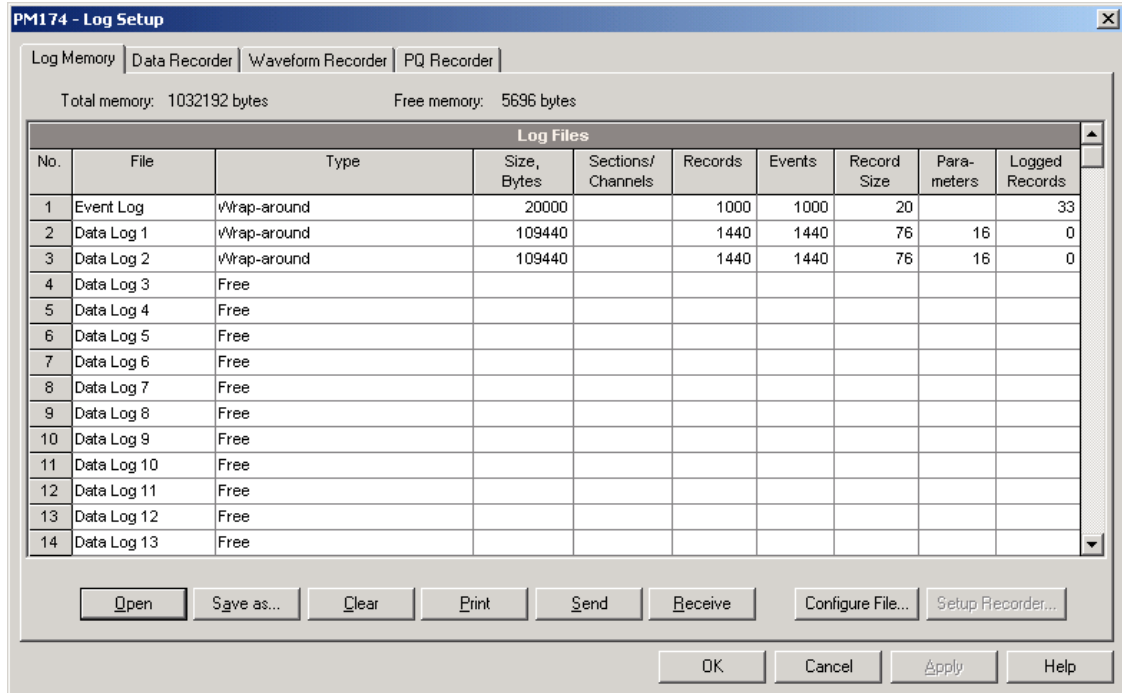 PM174 - Log Setup
Log Memory Data Recorder Waveform Recorder PQ Recorder
Total memory: 1032192 bytes Free memory: 5696 bytes
Log Files
No. File Type Size, Bytes Sections/ Channels Records Events Record Size Para- meters Logged Records
1 Event Log Wrap-around 20000 1000 1000 20 33
2 Data Log 1 Wrap-around 109440 1440 1440 76 16 0
3 Data Log 2 Wrap-around 109440 1440 1440 76 16 0
4 Data Log 3 Free
5 Data Log 4 Free
6 Data Log 5 Free
7 Data Log 6 Free
8 Data Log 7 Free
9 Data Log 8 Free
10 Data Log 9 Free
11 Data Log 10 Free
12 Data Log 11 Free
13 Data Log 12 Free
14 Data Log 13 Free
Open Save as... Clear Print Send Receive Configure File... Setup Recorder...
OK Cancel Apply Help